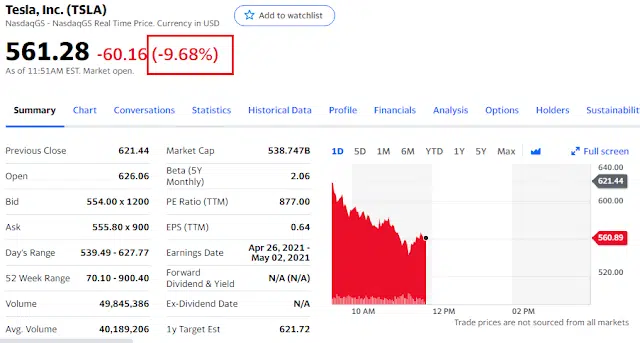 Tesla, Inc. (TSLA)
NasdaqGS - NasdaqGS Real Time Price. Currency in USD
Add to watchlist
561.28 -60.16 (-9.68%)
As of 11:51AM EST. Market open.
Summary Chart Conversations Statistics Historical Data Profile Financials Analysis Options Holders Sustainabilit
Previous Close 621.44
Open 626.06
Bid 554.00 x 1200
Ask 555.80 x 900
Day's Range 539.49 - 627.77
52 Week Range 70.10 - 900.40
Volume 49,845,386
Avg. Volume 40,189,206
Market Cap 538.747B
Beta (5Y
Monthly) 2.06
PE Ratio (TTM) 877.00
EPS (TTM) 0.64
Earnings Date Apr 26, 2021 -
May 02, 2021
Forward
Dividend & Yield N/A (N/A)
Ex-Dividend Date N/A
1y Target Est 621.72
1D 5D 1M 6M YTD 1Y 5Y Max Full screen
640.00
621.44
600.00
560.89
520.00
10 AM 12 PM 02 PM
Trade prices are not sourced from all markets